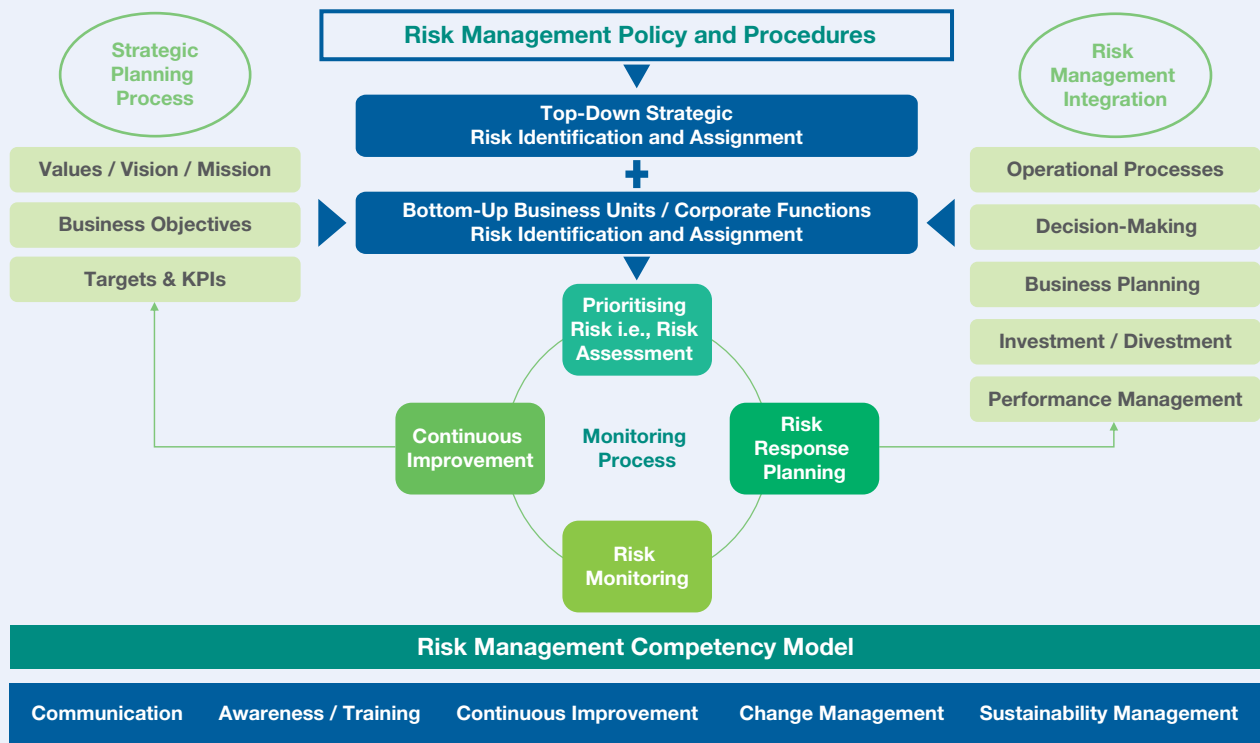 Risk Management Policy and Procedures
Strategic
Planning
Process
Values / Vision / Mission
Business Objectives
Targets & KPIs
Top-Down Strategic
Risk Identification and Assignment
Bottom-Up Business Units / Corporate Functions
Risk Identification and Assignment
Risk
Management
Integration
Operational Processes
Decision-Making
Business Planning
Investment / Divestment
Performance Management
Prioritising
Risk i.e., Risk
Assessment
Continuous
Improvement
Monitoring
Process
Risk
Response
Planning
Risk
Monitoring
Risk Management Competency Model
Communication Awareness / Training Continuous Improvement Change Management Sustainability Management